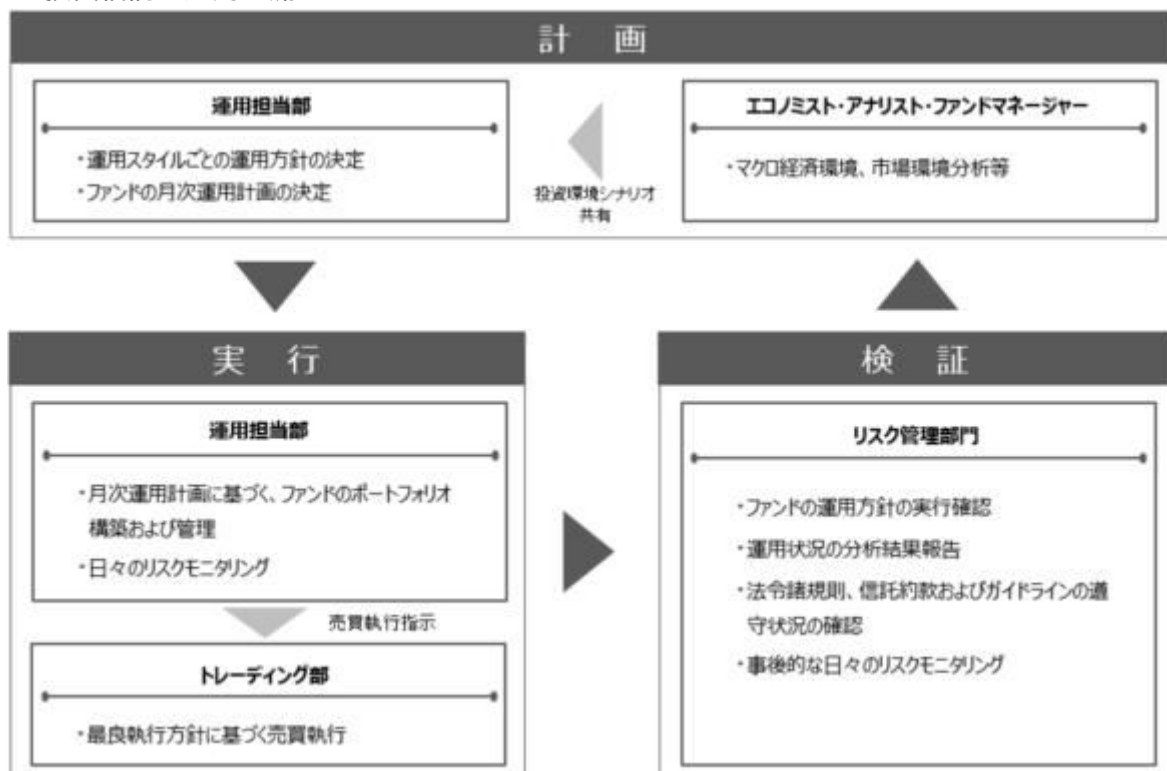 計 画
運用担当部
・運用スタイルごとの運用方針の決定
・ファンドの月次運用計画の決定
投資環境シナリオ
共有
エコノミスト・アナリスト・ファンドマネージャー
・マクロ経済環境、市場環境分析等
実 行
運用担当部
・月次運用計画に基づく、ファンドのポートフォリオ
構築および管理
・日々のリスクモニタリング
売買執行指示
トレーディング部
・最良執行方針に基づく売買執行
検 証
リスク管理部門
・ファンドの運用方針の実行確認
・運用状況の分析結果報告
・法令諸規則、信託約款およびガイドラインの遵
守状況の確認
・事後的な日々のリスクモニタリング